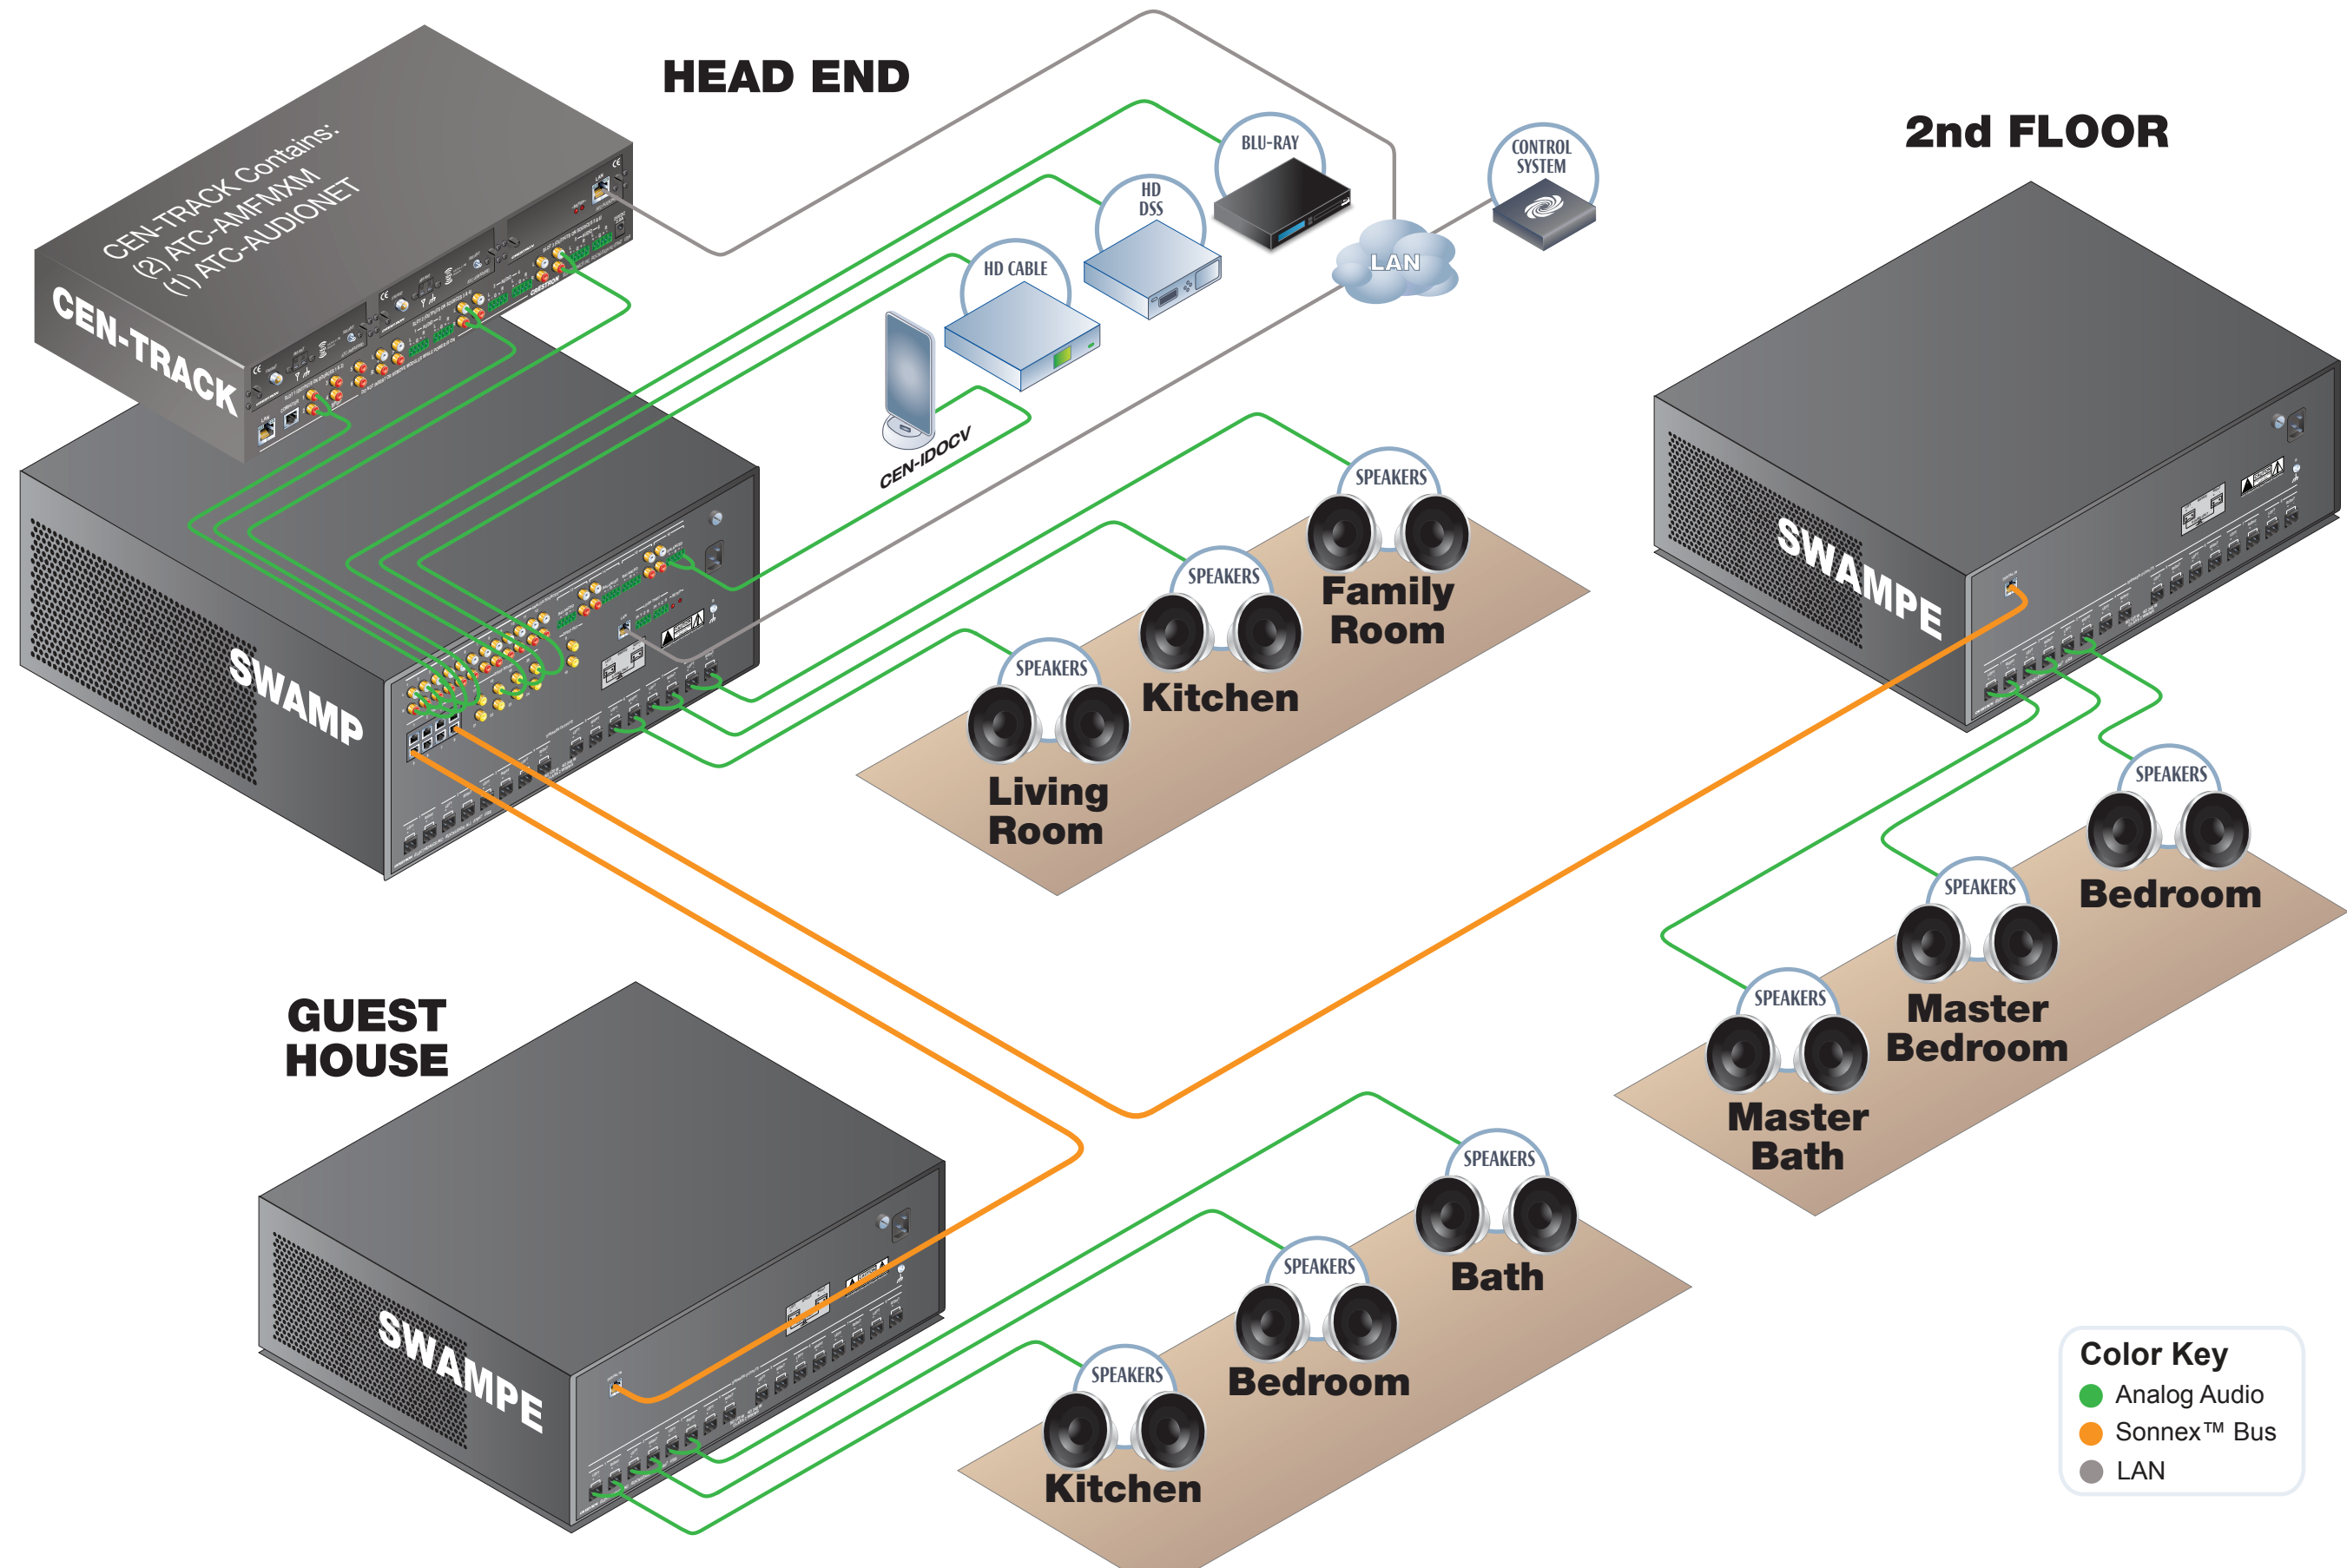 HEAD END
CEN-TRACK Contains:
(2) ATC-AMFMXM
(1) ATC-AUDIONET
CEN-TRACK
SWAMP
BLU-RAY
HD
DSS
HD CABLE
CEN-IDOCV
CONTROL
SYSTEM
LAN
SPEAKERS
Family
Room
SPEAKERS
Kitchen
SPEAKERS
Living
Room
2nd FLOOR
SWAMPE
SPEAKERS
Bedroom
SPEAKERS
Master
Bedroom
SPEAKERS
Master
Bath
GUEST
HOUSE
SWAMPE
SPEAKERS
Bath
SPEAKERS
Bedroom
SPEAKERS
Kitchen
Color Key
Analog Audio
Sonnex™ Bus
LAN